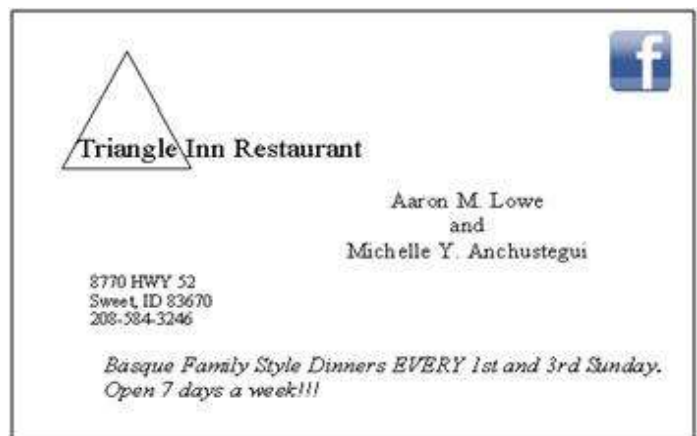 f
Triangle Inn Restaurant
Aaron M. Lowe
and
Michelle Y. Anchustegui
8770 HWY 52
Sweet, ID 83670
208-584-3246
Basque Family Style Dinners EVERY 1st and 3rd Sunday.
Open 7 days a week!!!